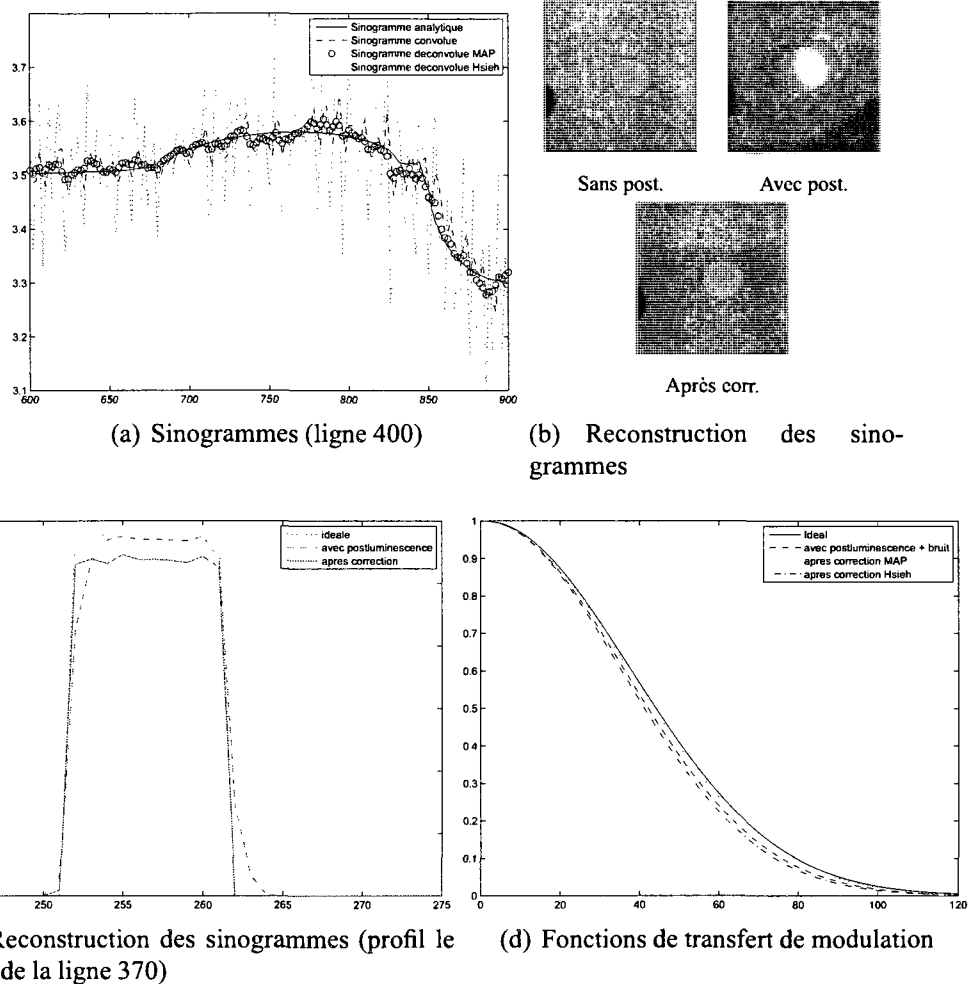 Sinogramme analytique
Sinogramme convolue
Sinogramme deconvolue MAP
Sinogramme deconvolue Hsieh
3.7
3.6
3.5
3.4
3.3
3.2
3.1
600 650 700 750 800 850 900
(a) Sinogrammes (ligne 400)
Sans post.
Avec post.
Après corr.
(b) Reconstruction des sino-
grammes
ideale
avec postluminescence
apres correction
250 255 260 265 270 275
Reconstruction des sinogrammes (profil le
de la ligne 370)
Ideal
avec postluminescence + bruit
apres correction MAP
apres correction Hsieh
1
0.9
0.8
0.7
0.6
0.5
0.4
0.3
0.2
0.1
0
0 20 40 60 80 100 120
(d) Fonctions de transfert de modulation